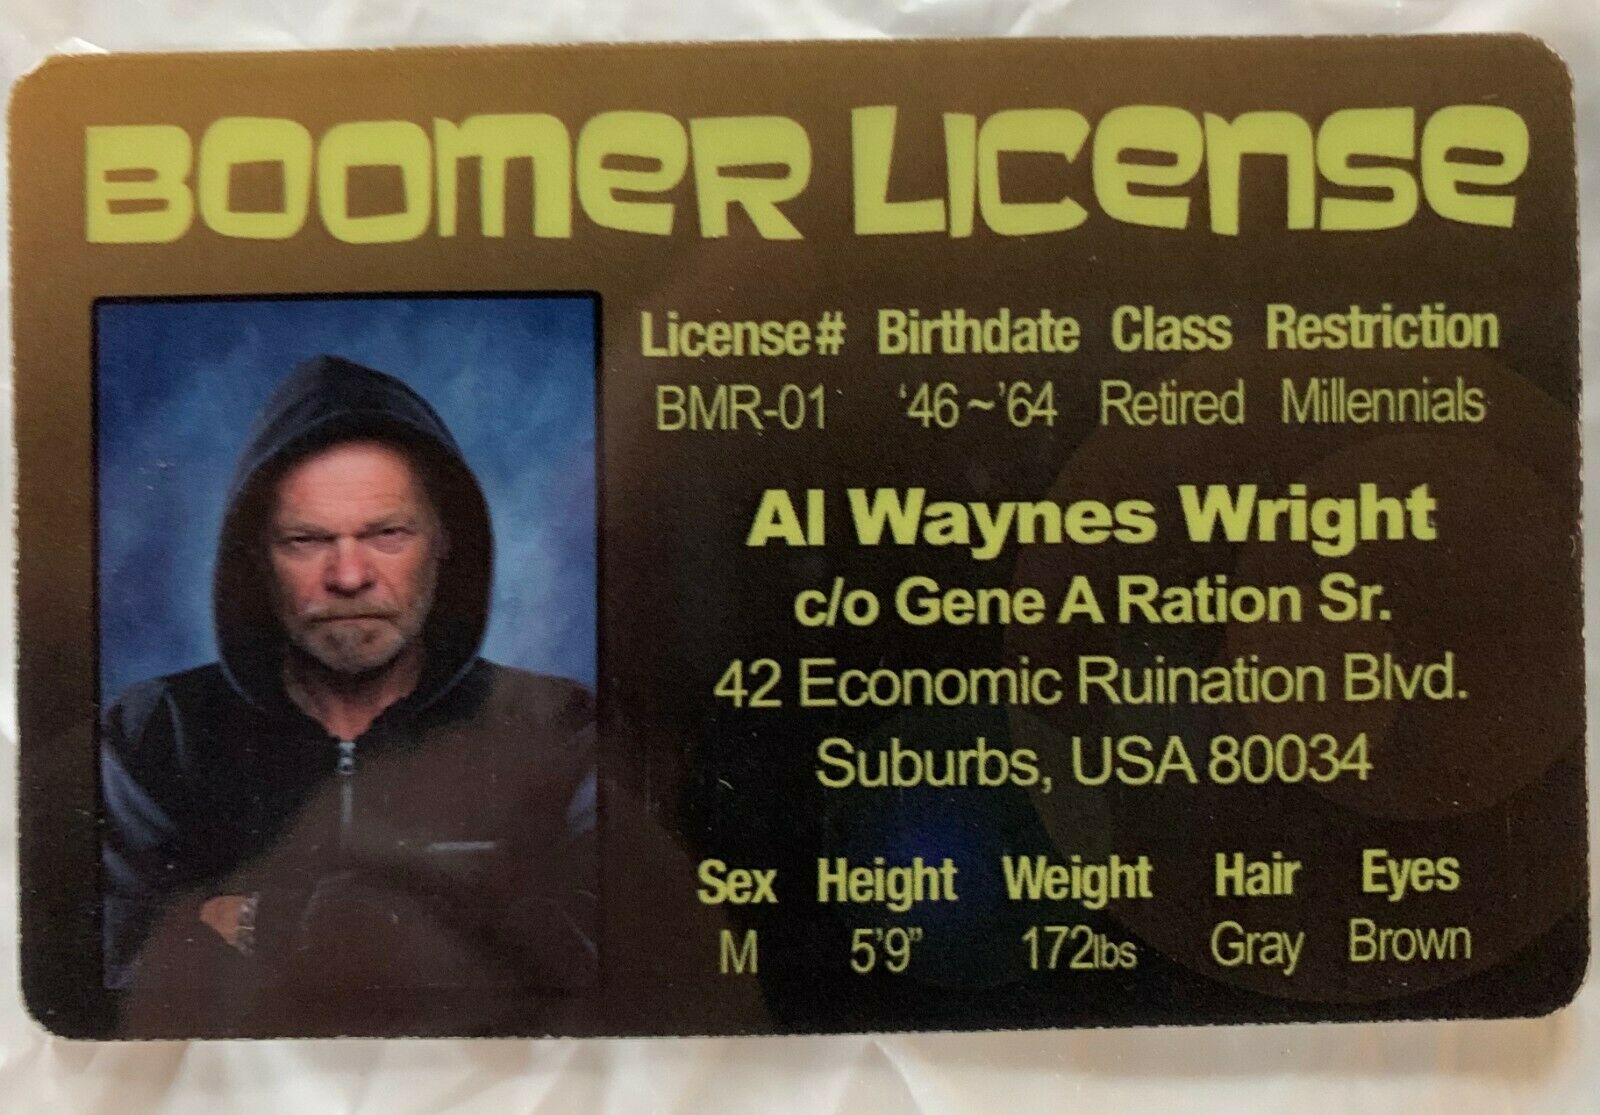 BOOMER LICENSE
License# Birthdate Class Restriction
BMR-01 '46~'64 Retired Millennials
Al Waynes Wright
c/o Gene A Ration Sr.
42 Economic Ruination Blvd.
Suburbs, USA 80034
Sex Height Weight Hair Eyes
M 5'9" 172lbs Gray Brown